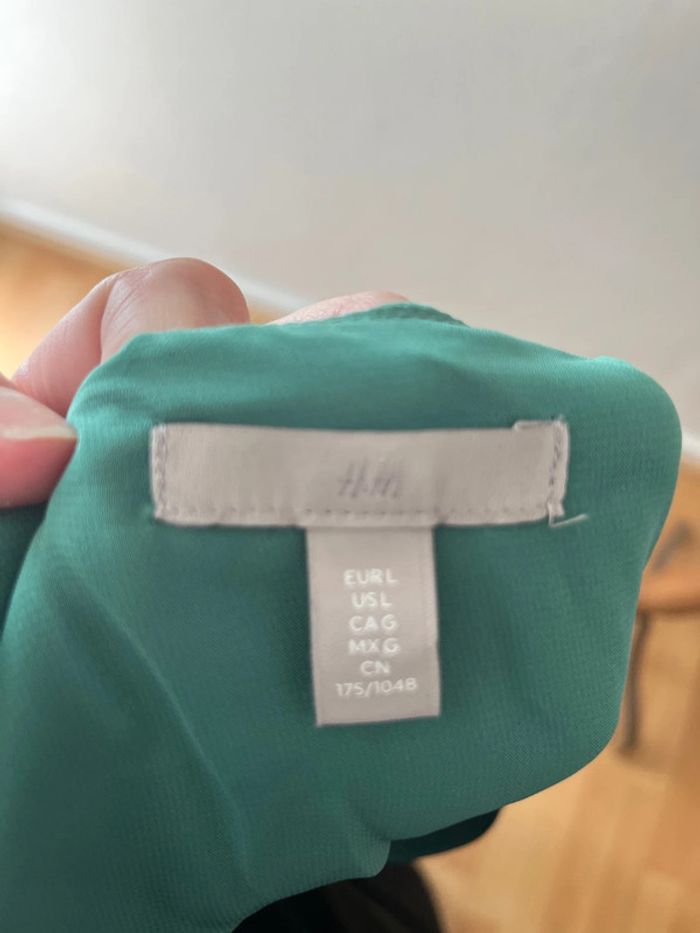 H&M
EUR L
US L
CA G
MX G
CN
175/104B